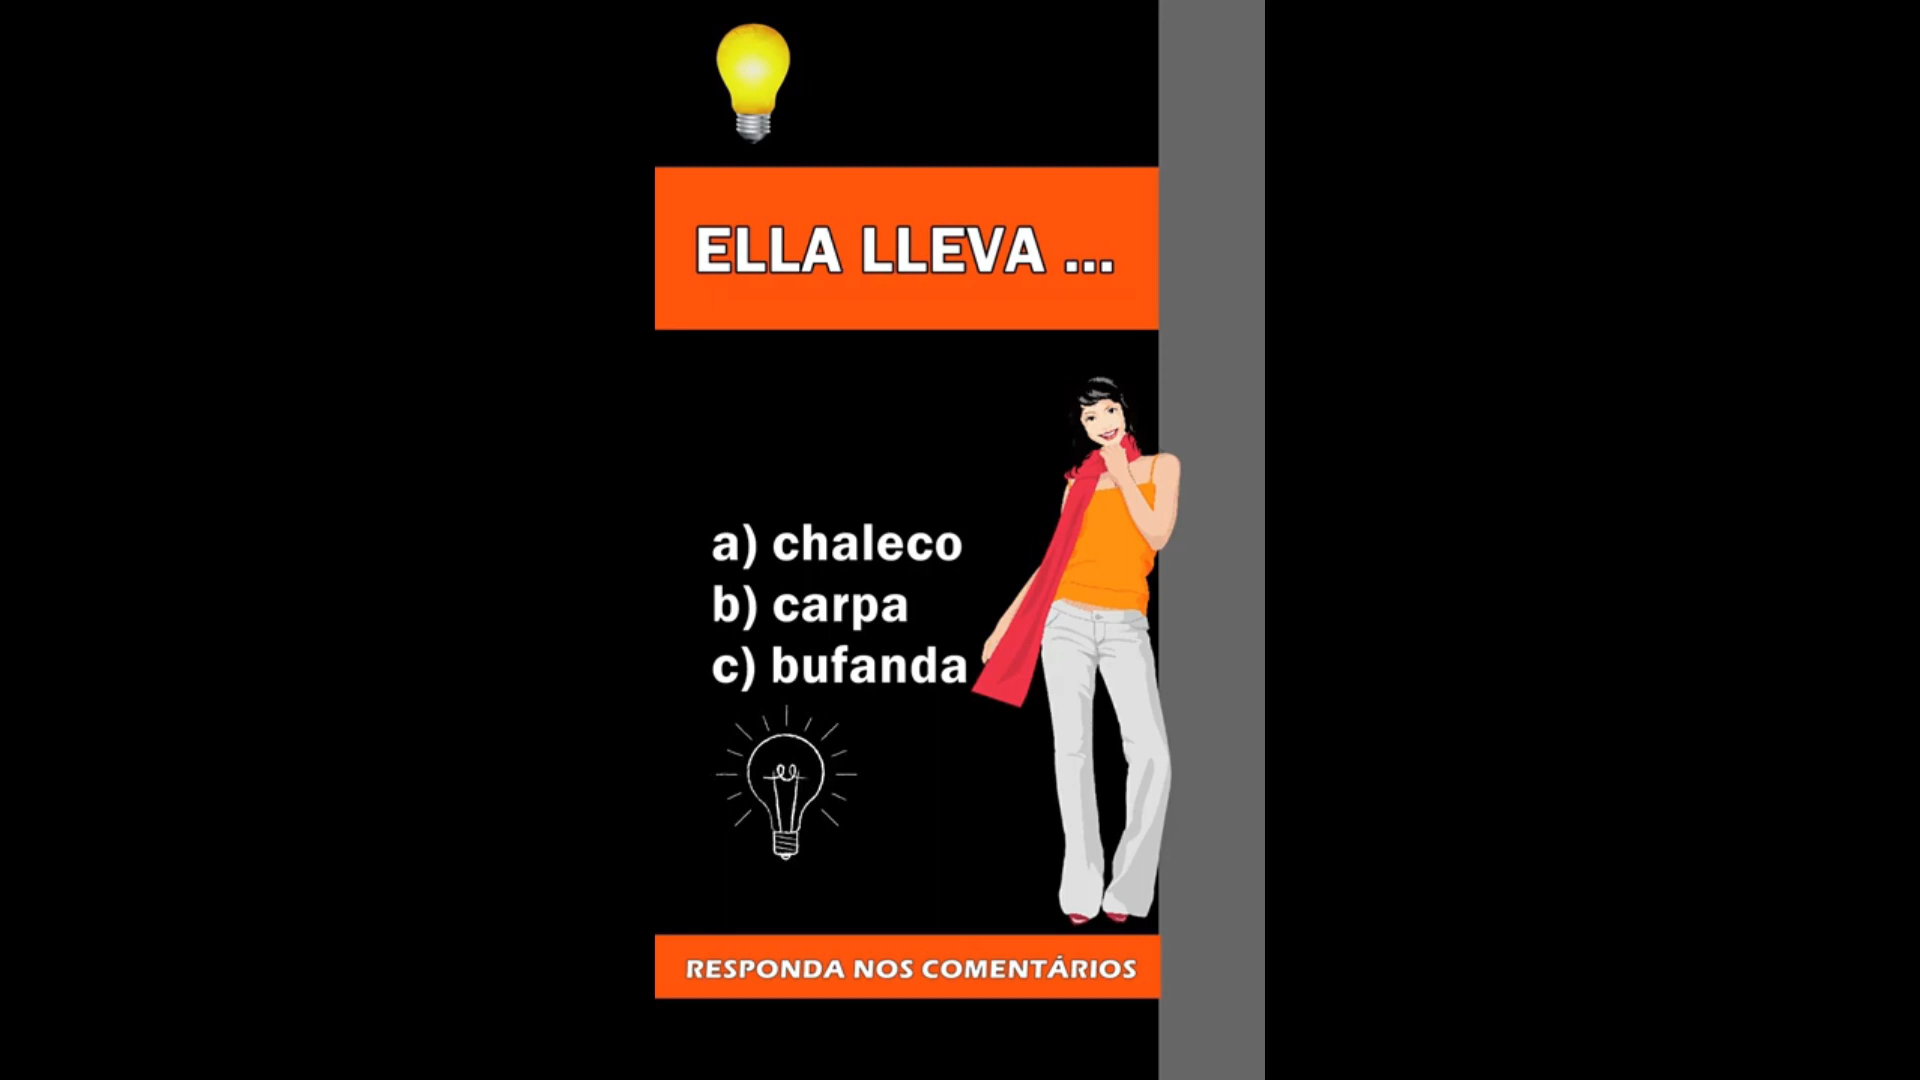 ELLA LLEVA ...
a) chaleco
b) carpa
c) bufanda
RESPONDA NOS COMENTÁRIOS